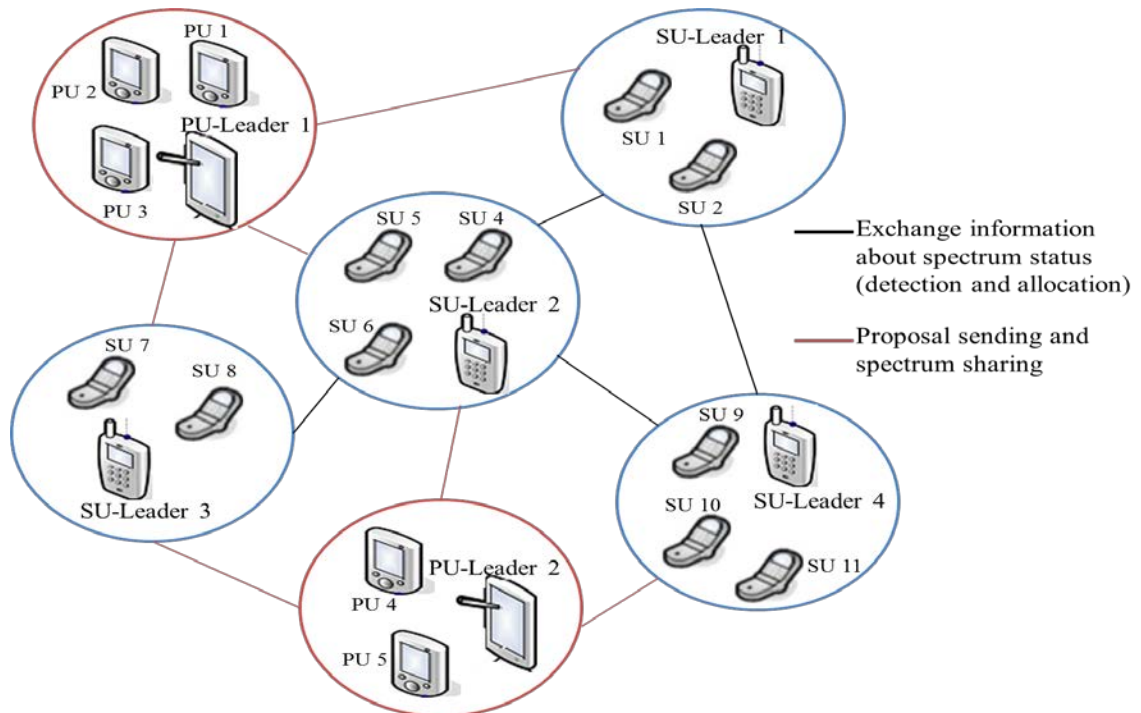 PU 1
PU 2
PU-Leader 1
PU 3
SU-Leader 1
SU 1
SU 2
SU 5
SU 4
SU-Leader 2
SU 6
Exchange information
about spectrum status
(detection and allocation)
Proposal sending and
spectrum sharing
SU 7
SU 8
SU-Leader 3
SU 9
SU-Leader 4
SU 10
SU 11
PU-Leader 2
PU 4
PU 5